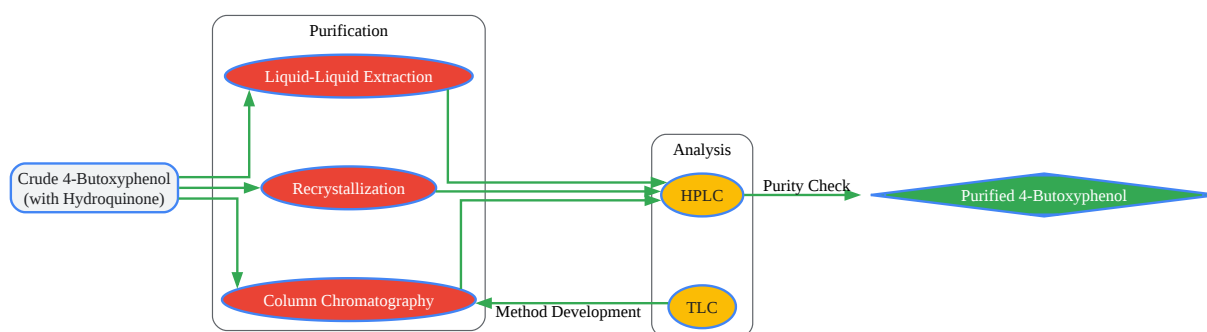 Purification
Liquid-Liquid Extraction
Crude 4-Butoxyphenol
(with Hydroquinone)
Recrystallization
Column Chromatography
Analysis
HPLC
TLC
Method Development
Purity Check
Purified 4-Butoxyphenol